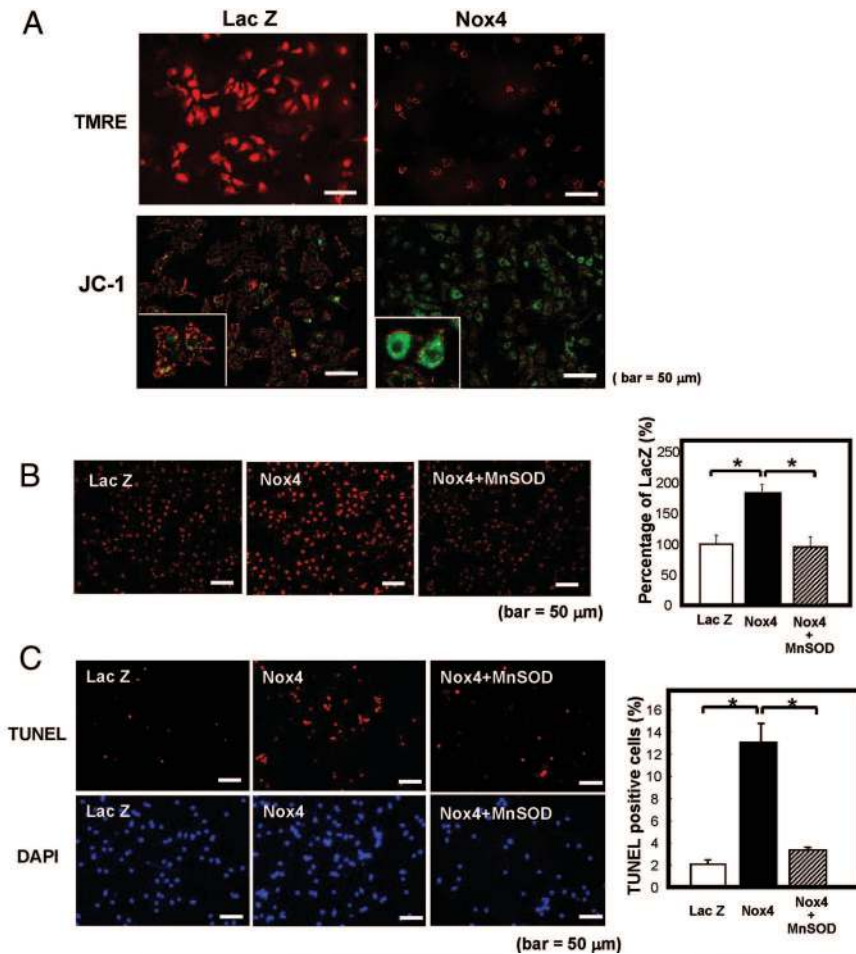 A
Lac Z
Nox4
TMRE
JC-1
( bar = 50 μm)
B
Lac Z
Nox4
Nox4+MnSOD
(bar = 50 μm)
Percentage of LacZ (%)
250
200
150
100
50
0
*
*
Lac Z
Nox4
Nox4
+
MnSOD
C
TUNEL
Lac Z
Nox4
Nox4+MnSOD
DAPI
Lac Z
Nox4
Nox4+MnSOD
(bar = 50 μm)
TUNEL positive cells (%)
16
14
12
10
8
6
4
2
0
*
*
Lac Z
Nox4
Nox4
+
MnSOD